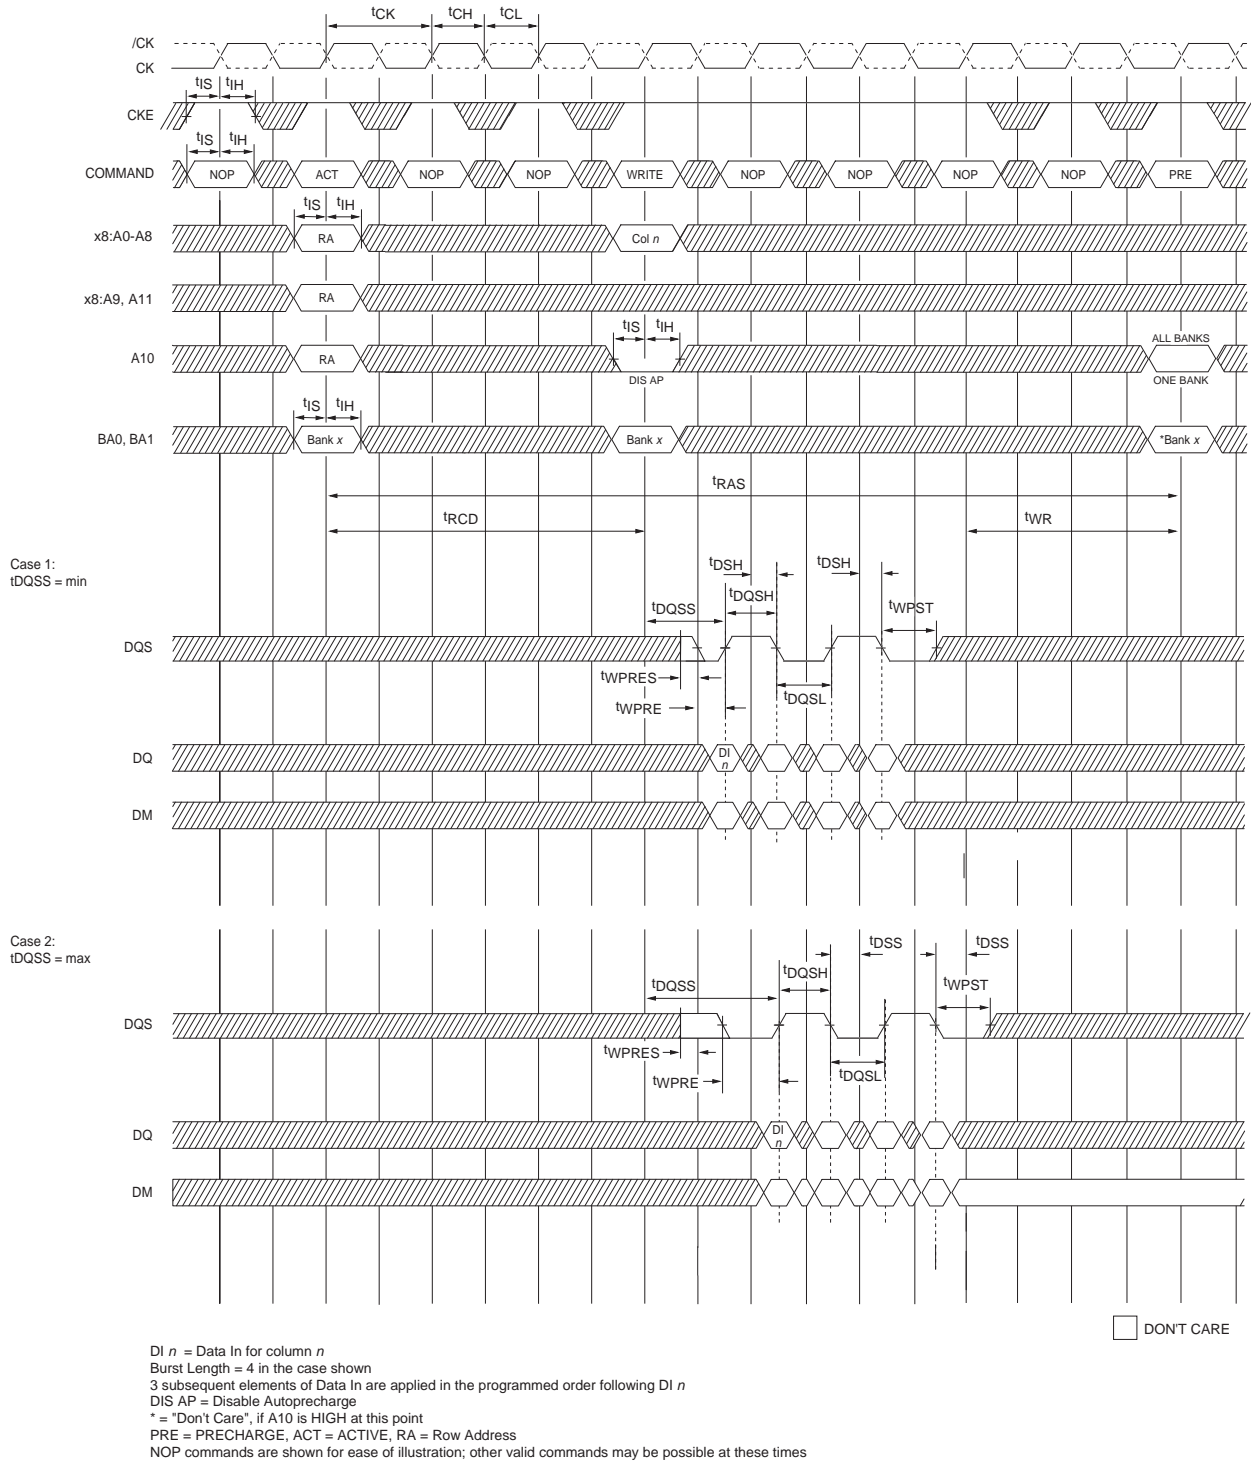 tCK tCH tCL
/CK
CK
tIS tIH
CKE
tIS tIH
COMMAND NOP ACT NOP NOP WRITE NOP NOP NOP NOP PRE
tIS tIH
x8:A0-A8 RA Col n
x8:A9, A11 RA
tIS tIH
ALL BANKS
A10 RA
DIS AP
ONE BANK
tIS tIH
BA0, BA1 Bank x Bank x *Bank x
tRAS
tRCD tWR
Case 1:
tDQSS = min
tDSH tDSH
tDQSS tDQSH tWPST
DQS
tWPRES
tDQSL
tWPRE
DQ DI n
DM
Case 2:
tDQSS = max
tDSS tDSS
tDQSS tDQSH tWPST
DQS
tWPRES
tDQSL
tWPRE
DQ DI n
DM
DON'T CARE
DI n = Data In for column n
Burst Length = 4 in the case shown
3 subsequent elements of Data In are applied in the programmed order following DI n
DIS AP = Disable Autoprecharge
* = "Don't Care", if A10 is HIGH at this point
PRE = PRECHARGE, ACT = ACTIVE, RA = Row Address
NOP commands are shown for ease of illustration; other valid commands may be possible at these times